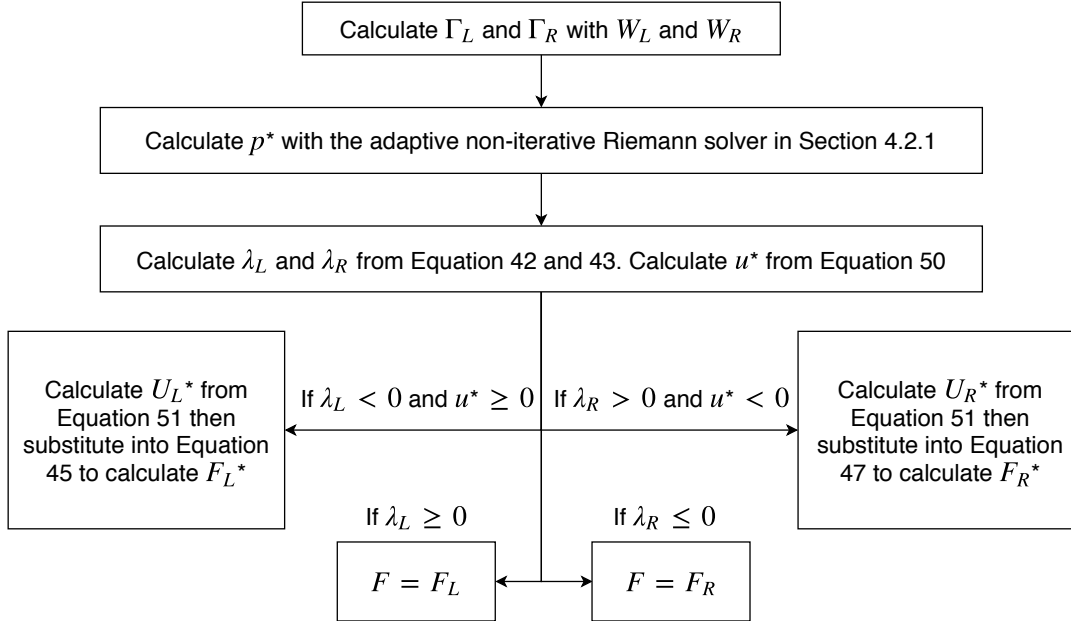 Calculate Γ_L and Γ_R with W_L and W_R
Calculate p* with the adaptive non-iterative Riemann solver in Section 4.2.1
Calculate λ_L and λ_R from Equation 42 and 43. Calculate u* from Equation 50
Calculate U_L* from
Equation 51 then
substitute into Equation
45 to calculate F_L*
If λ_L < 0 and u* ≥ 0
If λ_R > 0 and u* < 0
Calculate U_R* from
Equation 51 then
substitute into Equation
47 to calculate F_R*
If λ_L ≥ 0
If λ_R ≤ 0
F = F_L
F = F_R